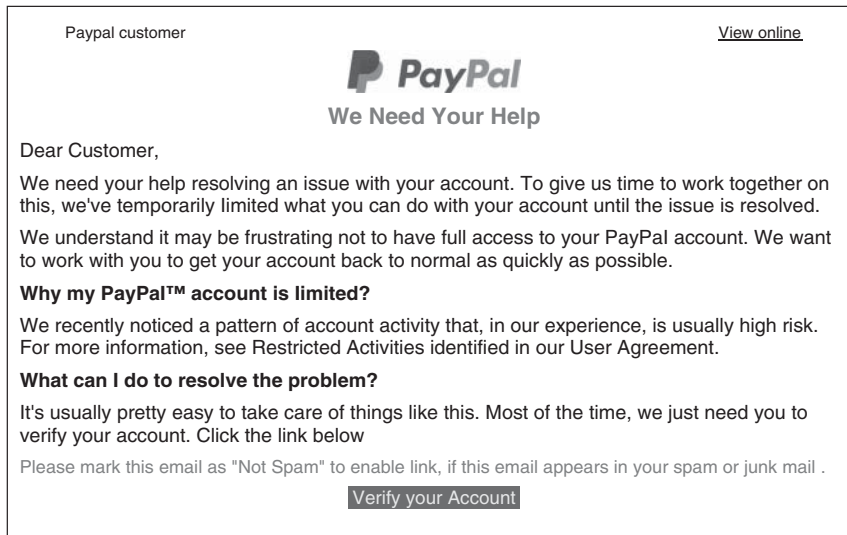 Paypal customer
View online
PayPal
We Need Your Help
Dear Customer,
We need your help resolving an issue with your account. To give us time to work together on
this, we've temporarily limited what you can do with your account until the issue is resolved.
We understand it may be frustrating not to have full access to your PayPal account. We want
to work with you to get your account back to normal as quickly as possible.
Why my PayPal™ account is limited?
We recently noticed a pattern of account activity that, in our experience, is usually high risk.
For more information, see Restricted Activities identified in our User Agreement.
What can I do to resolve the problem?
It's usually pretty easy to take care of things like this. Most of the time, we just need you to
verify your account. Click the link below
Please mark this email as "Not Spam" to enable link, if this email appears in your spam or junk mail .
Verify your Account